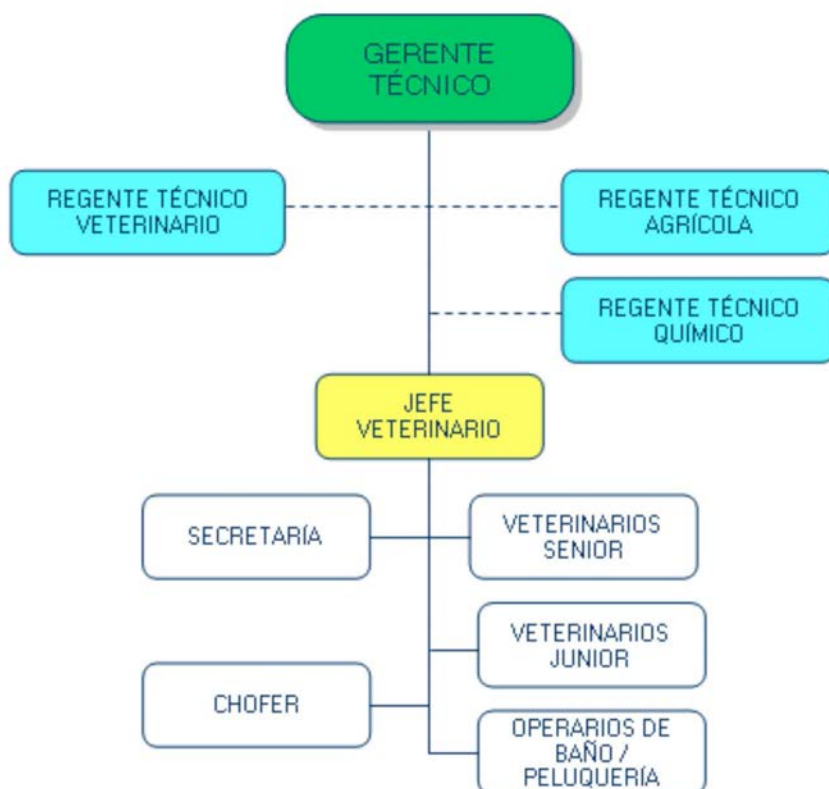 GERENTE
TÉCNICO
REGENTE TÉCNICO
VETERINARIO
REGENTE TÉCNICO
AGRÍCOLA
REGENTE TÉCNICO
QUÍMICO
JEFE
VETERINARIO
SECRETARÍA
VETERINARIOS
SENIOR
VETERINARIOS
JUNIOR
CHOFER
OPERARIOS DE
BAÑO /
PELUQUERÍA